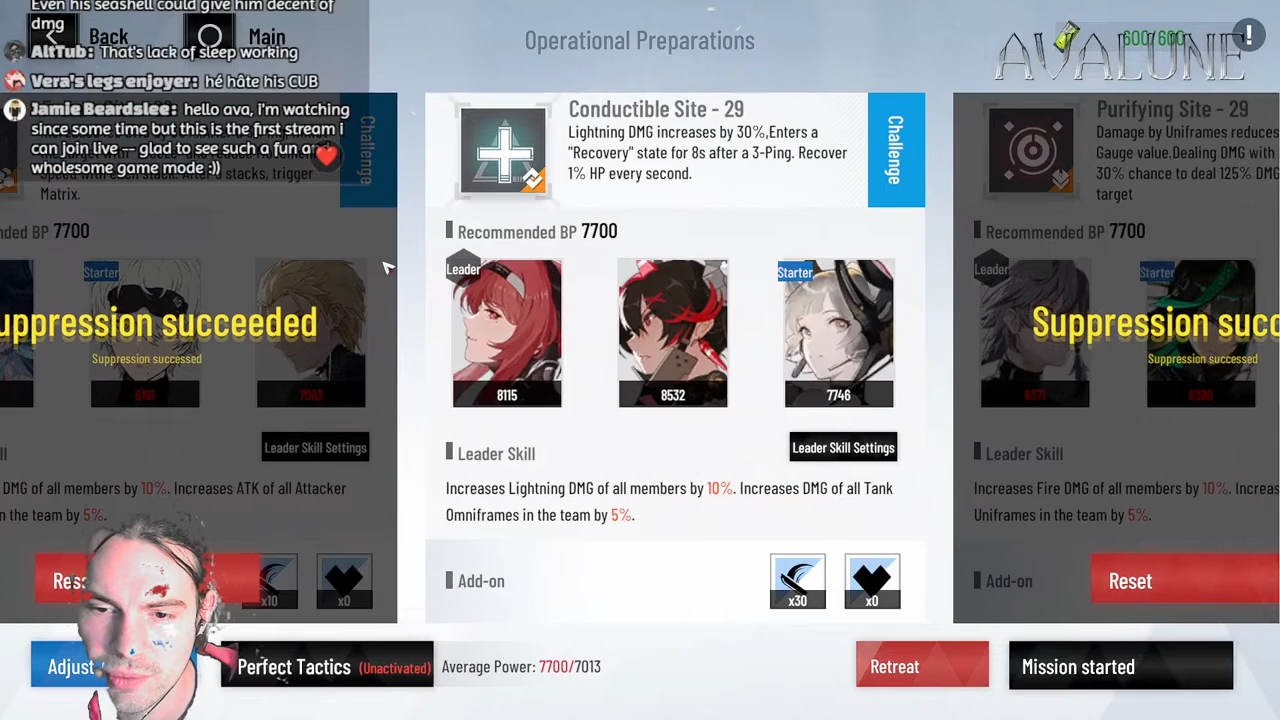 Even his seashell could give him decent of
dmg
AltTub: That's lack of sleep working
Vera's legs enjoyer: hé hâte his CUB
Jamie Beardslee: hello ava, i'm watching
since some time but this is the first stream i
can join live -- glad to see such a fun an
wholesome game mode :))
Back
Main
Operational Preparations
600/600
!
AVALUNE
Matrix.
stacks, trigger
Challenge
nded BP 7700
Starter
uppression succeeded
Suppression successed
Leader Skill Settings
ll
DMG of all members by 10%. Increases ATK of all Attacker
in the team by 5%.
x10
x0
Conductible Site - 29
Lightning DMG increases by 30%,Enters a
"Recovery" state for 8s after a 3-Ping. Recover
1% HP every second.
Challenge
Recommended BP 7700
Leader
Starter
8115
8532
7746
Leader Skill
Leader Skill Settings
Increases Lightning DMG of all members by 10%. Increases DMG of all Tank
Omniframes in the team by 5%.
Add-on
x30
x0
Purifying Site - 29
Damage by Uniframes reduces
Gauge value.Dealing DMG with
30% chance to deal 125% DMG
target
Recommended BP 7700
Leader
Starter
Suppression succ
Suppression successed
Leader Skill
Increases Fire DMG of all members by 10%. Increas
Uniframes in the team by 5%.
Add-on
Reset
Adjust
Perfect Tactics (Unactivated)
Average Power: 7700/7013
Retreat
Mission started